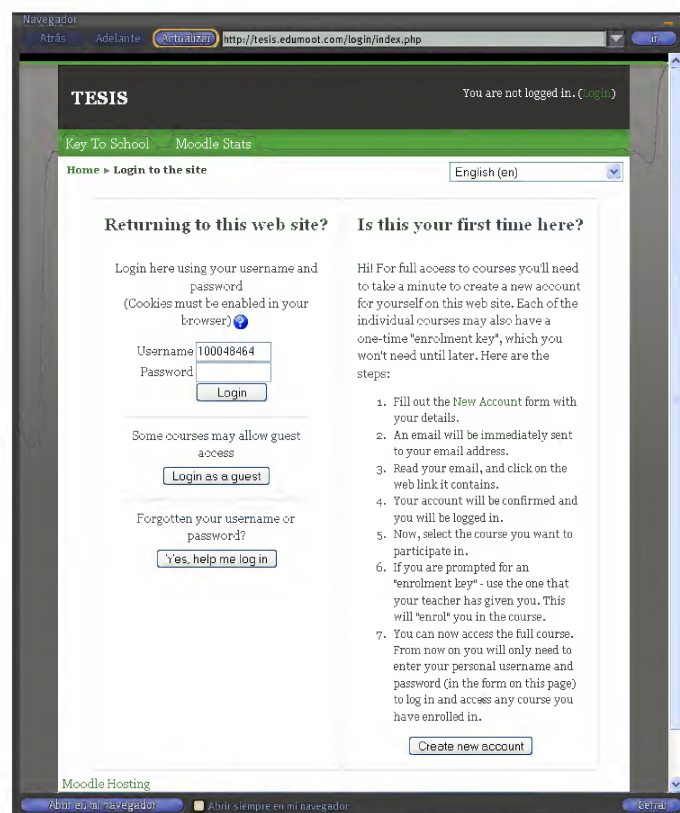 Navegador
Atrás Adelante Actualizar http://tesis.edumoot.com/login/index.php ir
TESIS
You are not logged in. (Login)
Key To School Moodle Stats
Home ► Login to the site
English (en)
Returning to this web site?
Login here using your username and
password
(Cookies must be enabled in your
browser) ?
Username 100048464
Password
Login
Some courses may allow guest
access
Login as a guest
Forgotten your username or
password?
Yes, help me log in
Is this your first time here?
Hi! For full access to courses you'll need
to take a minute to create a new account
for yourself on this web site. Each of the
individual courses may also have a
one-time "enrolment key", which you
won't need until later. Here are the
steps:
1. Fill out the New Account form with
your details.
2. An email will be immediately sent
to your email address.
3. Read your email, and click on the
web link it contains.
4. Your account will be confirmed and
you will be logged in.
5. Now, select the course you want to
participate in.
6. If you are prompted for an
"enrolment key" - use the one that
your teacher has given you. This
will "enrol" you in the course.
7. You can now access the full course.
From now on you will only need to
enter your personal username and
password (in the form on this page)
to log in and access any course you
have enrolled in.
Create new account
Moodle Hosting
Abrir en mi navegador Abrir siempre en mi navegador Cerrar